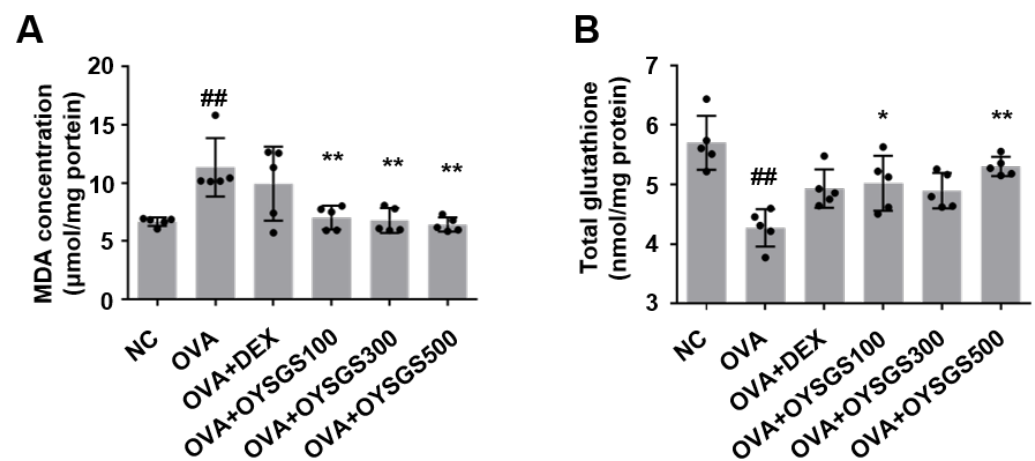 A
MDA concentration
(μmol/mg portein)
20
15
10
5
0
##
**
**
**
NC
OVA
OVA+DEX
OVA+OYSGS100
OVA+OYSGS300
OVA+OYSGS500
B
Total glutathione
(nmol/mg protein)
7
6
5
4
3
##
*
**
NC
OVA
OVA+DEX
OVA+OYSGS100
OVA+OYSGS300
OVA+OYSGS500